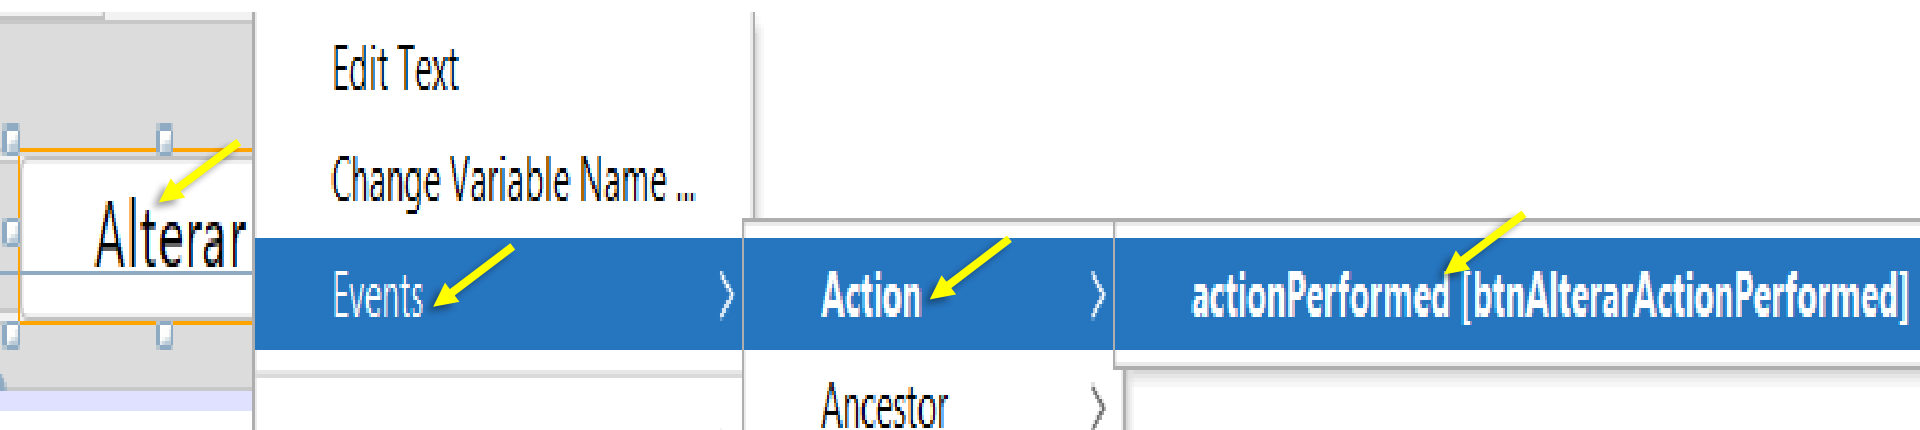 Edit Text
Change Variable Name ...
Alterar
Events
Action
actionPerformed [btnAlterarActionPerformed]
Ancestor